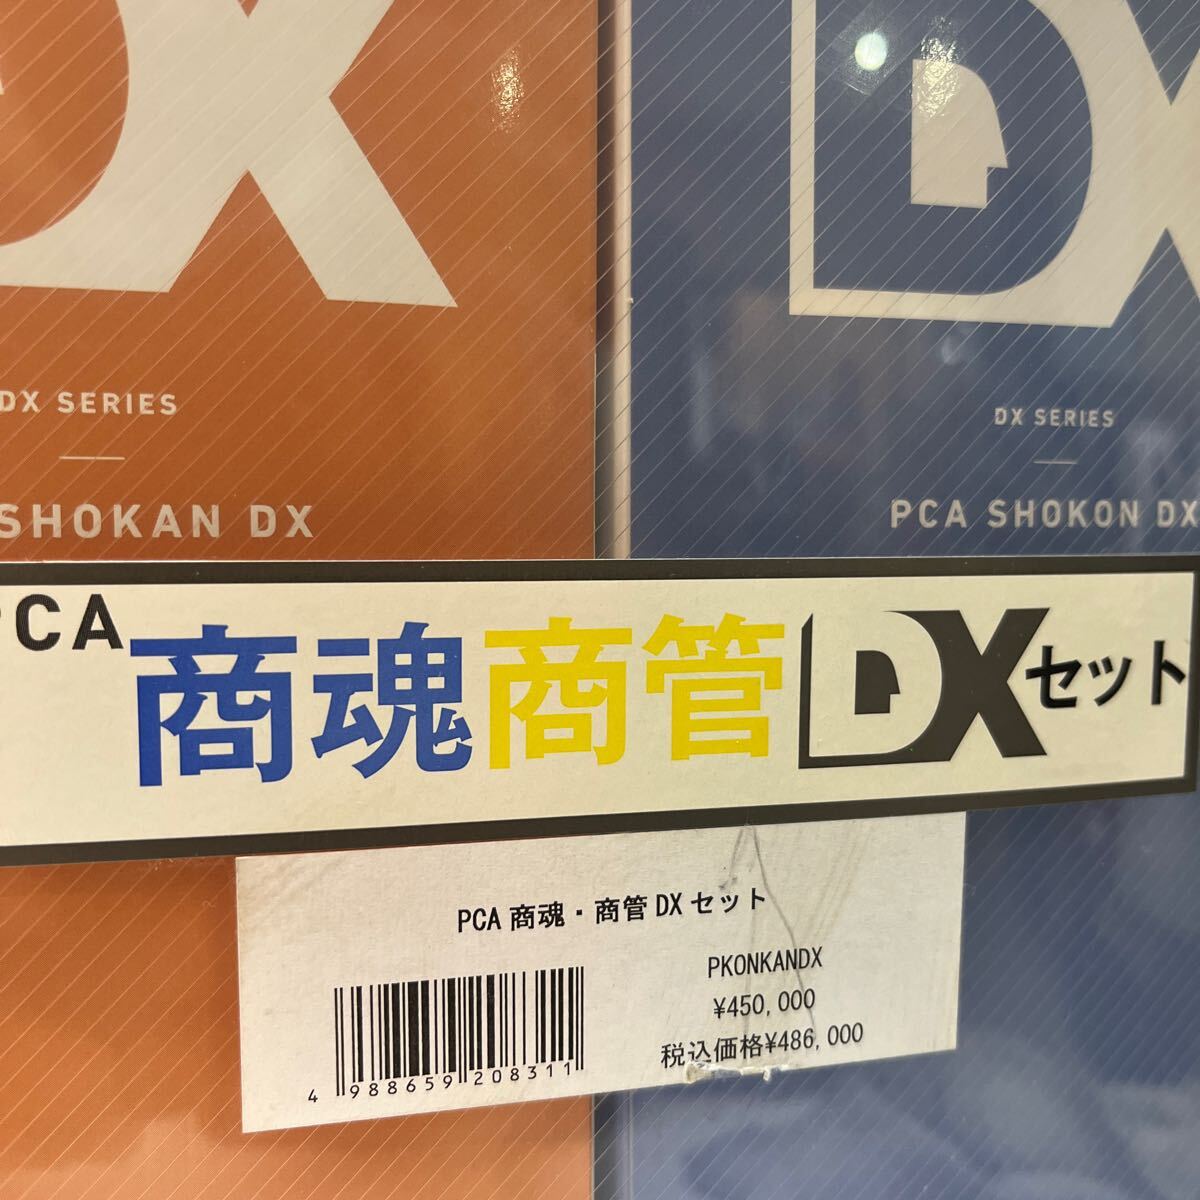 DX
DX
DX SERIES
SHOKAN DX
DX SERIES
PCA SHOKON DX
PCA 商魂商管DXセット
PCA 商魂・商管 DX セット
PKONKANDX
¥450,000
税込価格¥486,000
4 988659 208311